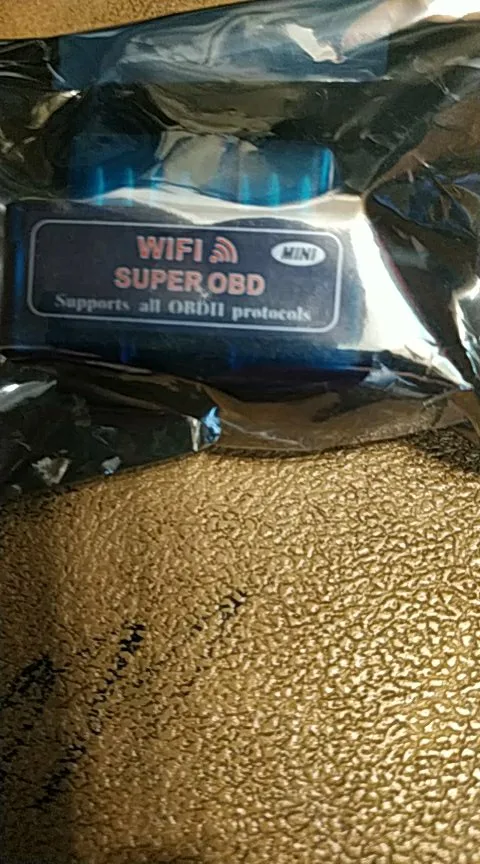 WIFI
MINI
SUPER OBD
Supports all OBDII protocols